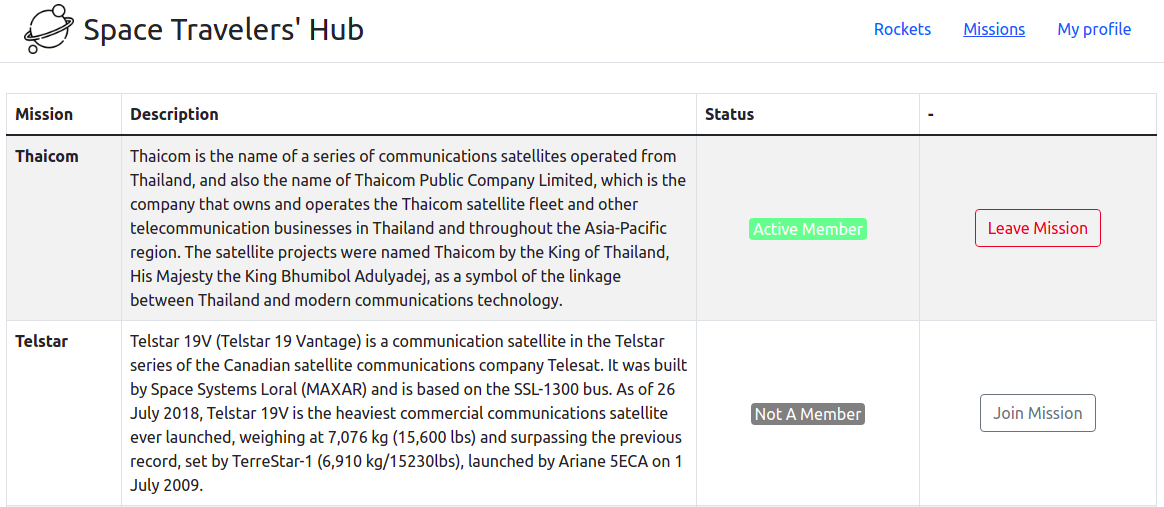 Space Travelers' Hub
Rockets Missions My profile
Mission Description Status -
Thaicom
Thaicom is the name of a series of communications satellites operated from
Thailand, and also the name of Thaicom Public Company Limited, which is the
company that owns and operates the Thaicom satellite fleet and other
telecommunication businesses in Thailand and throughout the Asia-Pacific
region. The satellite projects were named Thaicom by the King of Thailand,
His Majesty the King Bhumibol Adulyadej, as a symbol of the linkage
between Thailand and modern communications technology.
Active Member
Leave Mission
Telstar
Telstar 19V (Telstar 19 Vantage) is a communication satellite in the Telstar
series of the Canadian satellite communications company Telesat. It was built
by Space Systems Loral (MAXAR) and is based on the SSL-1300 bus. As of 26
July 2018, Telstar 19V is the heaviest commercial communications satellite
ever launched, weighing at 7,076 kg (15,600 lbs) and surpassing the previous
record, set by TerreStar-1 (6,910 kg/15230lbs), launched by Ariane 5ECA on 1
July 2009.
Not A Member
Join Mission